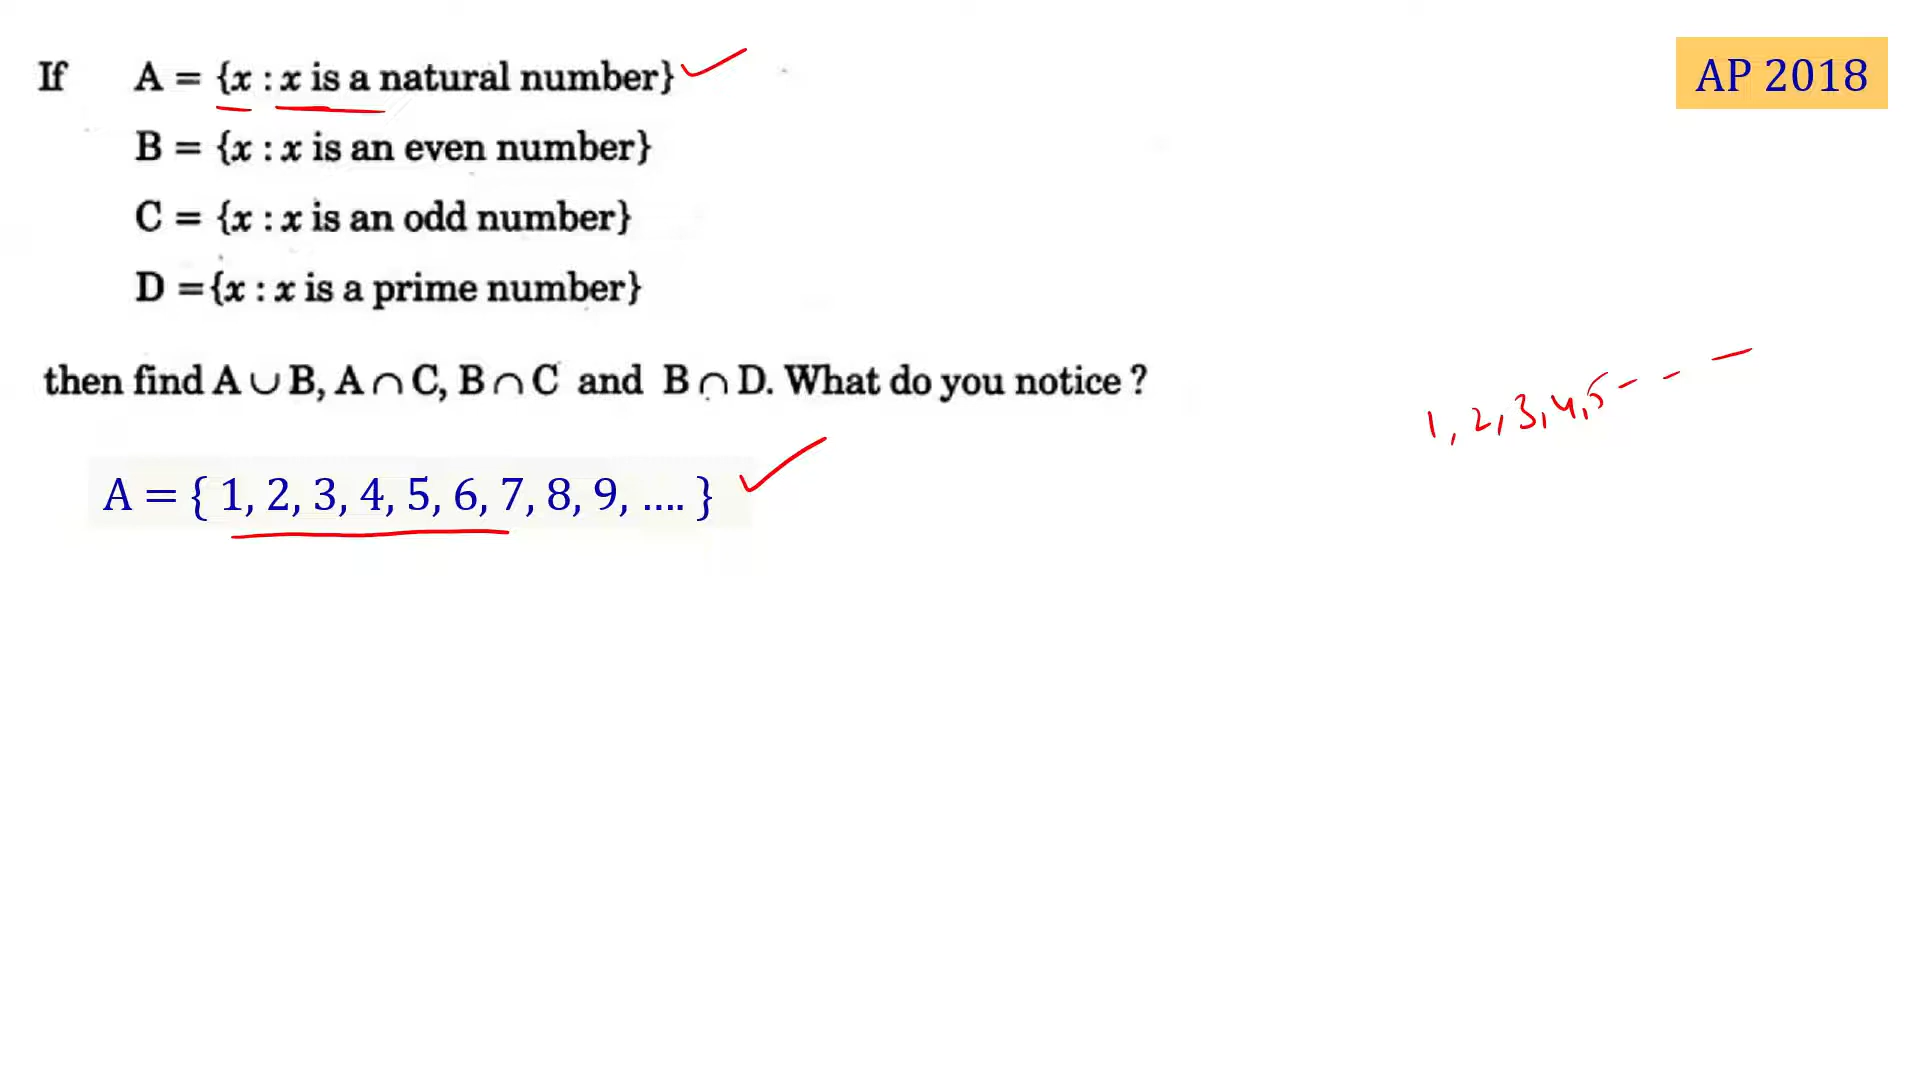 AP 2018
If A = {x : x is a natural number}
B = {x : x is an even number}
C = {x : x is an odd number}
D ={x : x is a prime number}
then find A ∪ B, A ∩ C, B ∩ C and B ∩ D. What do you notice ?
1, 2, 3, 4, 5 - - -
A = { 1, 2, 3, 4, 5, 6, 7, 8, 9, .... }